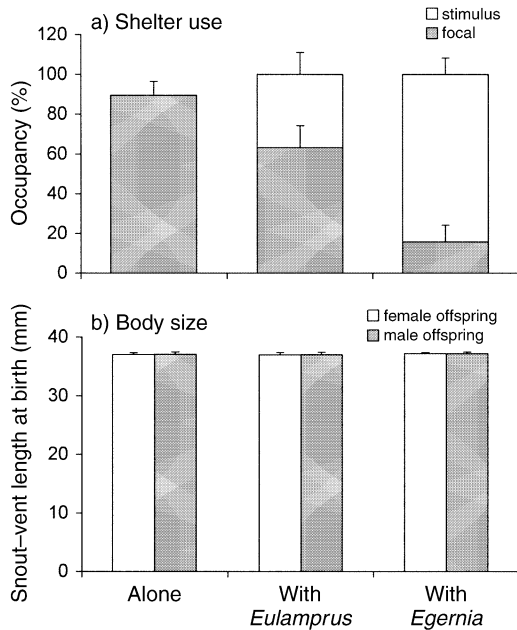 a) Shelter use
stimulus
focal
120
100
80
60
40
20
0
Occupancy (%)
b) Body size
female offspring
male offspring
40
30
20
10
0
Snout–vent length at birth (mm)
Alone
With
Eulamprus
With
Egernia